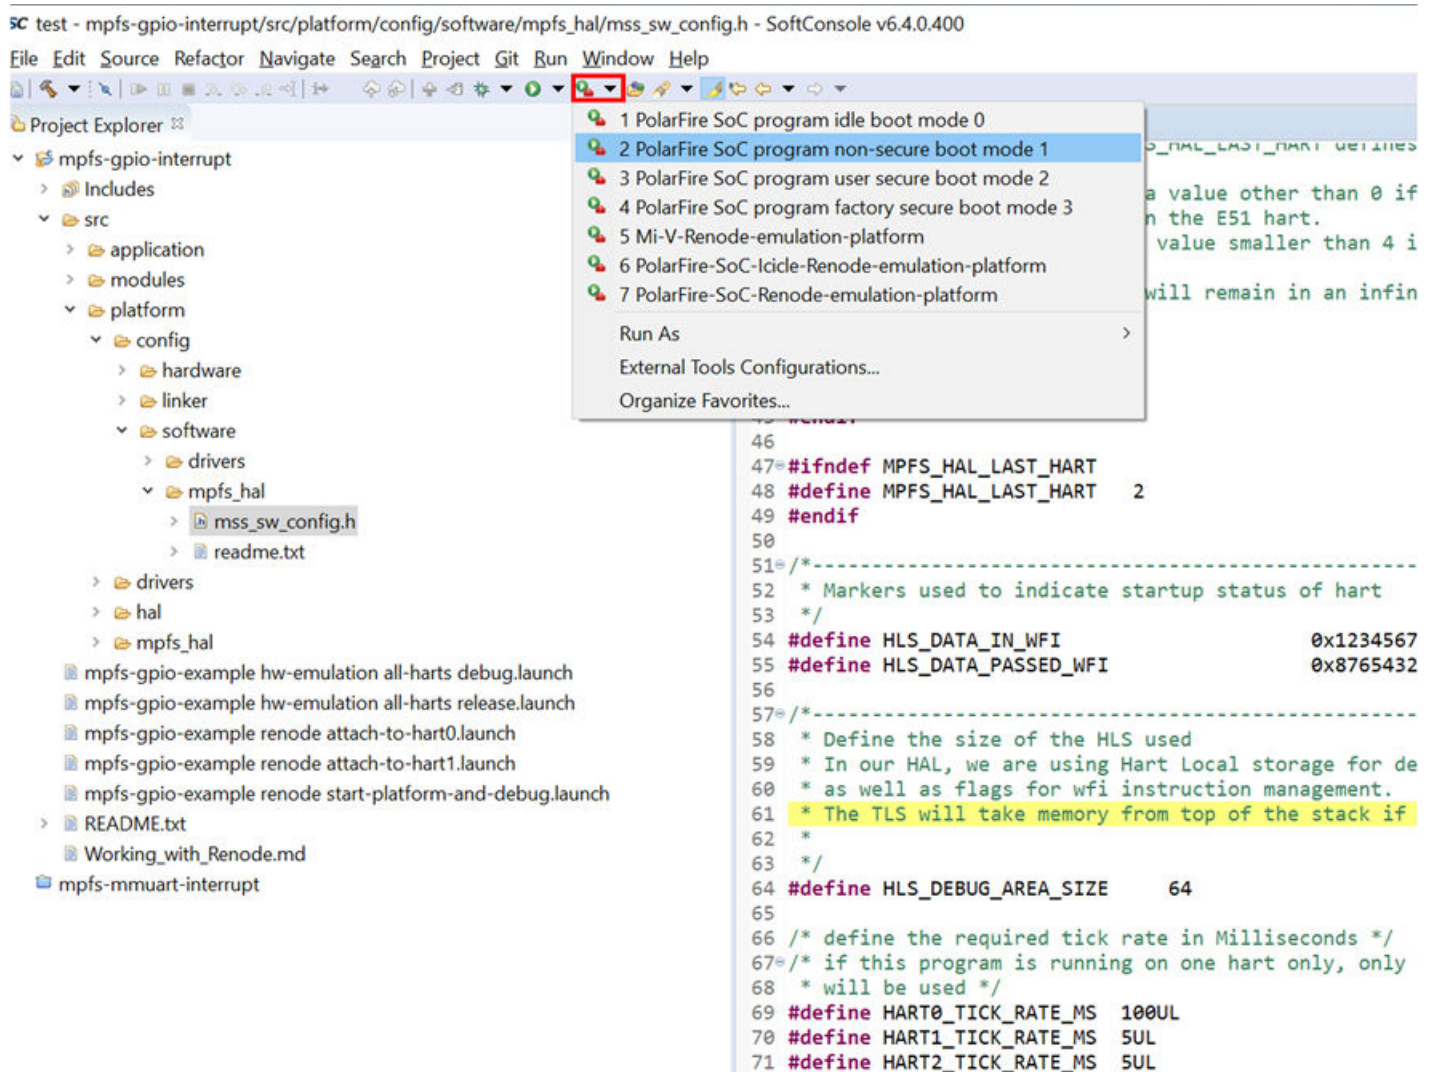 SC test - mpfs-gpio-interrupt/src/platform/config/software/mpfs_hal/mss_sw_config.h - SoftConsole v6.4.0.400
File Edit Source Refactor Navigate Search Project Git Run Window Help
Project Explorer
mpfs-gpio-interrupt
Includes
src
application
modules
platform
config
hardware
linker
software
drivers
mpfs_hal
mss_sw_config.h
readme.txt
drivers
hal
mpfs_hal
mpfs-gpio-example hw-emulation all-harts debug.launch
mpfs-gpio-example hw-emulation all-harts release.launch
mpfs-gpio-example renode attach-to-hart0.launch
mpfs-gpio-example renode attach-to-hart1.launch
mpfs-gpio-example renode start-platform-and-debug.launch
README.txt
Working_with_Renode.md
mpfs-mmuart-interrupt
1 PolarFire SoC program idle boot mode 0
2 PolarFire SoC program non-secure boot mode 1
3 PolarFire SoC program user secure boot mode 2
4 PolarFire SoC program factory secure boot mode 3
5 Mi-V-Renode-emulation-platform
6 PolarFire-SoC-Icicle-Renode-emulation-platform
7 PolarFire-SoC-Renode-emulation-platform
Run As
External Tools Configurations...
Organize Favorites...
S_HAL_LAST_HART defines
a value other than 0 if
n the E51 hart.
value smaller than 4 i
will remain in an infin
45 #endif
46
47 #ifndef MPFS_HAL_LAST_HART
48 #define MPFS_HAL_LAST_HART 2
49 #endif
50
51 /*---------------------------------------------------
52 * Markers used to indicate startup status of hart
53 */
54 #define HLS_DATA_IN_WFI 0x1234567
55 #define HLS_DATA_PASSED_WFI 0x8765432
56
57 /*---------------------------------------------------
58 * Define the size of the HLS used
59 * In our HAL, we are using Hart Local storage for de
60 * as well as flags for wfi instruction management.
61 * The TLS will take memory from top of the stack if
62 *
63 */
64 #define HLS_DEBUG_AREA_SIZE 64
65
66 /* define the required tick rate in Milliseconds */
67 /* if this program is running on one hart only, only
68 * will be used */
69 #define HART0_TICK_RATE_MS 100UL
70 #define HART1_TICK_RATE_MS 5UL
71 #define HART2_TICK_RATE_MS 5UL